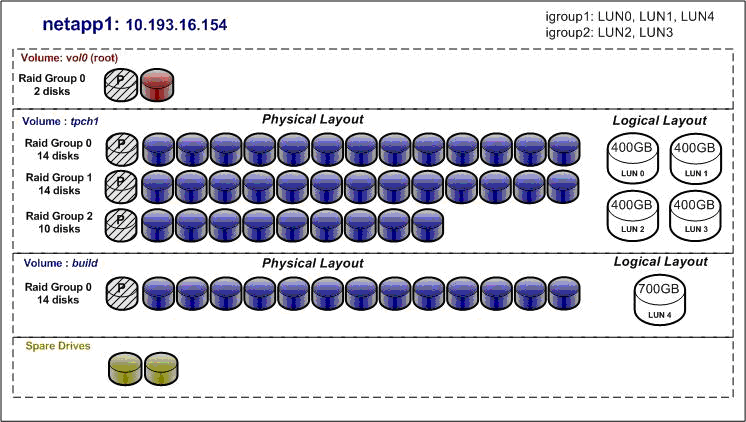 netapp1: 10.193.16.154
igroup1: LUN0, LUN1, LUN4
igroup2: LUN2, LUN3
Volume: vol0 (root)
Raid Group 0
2 disks
P
Volume : tpch1
Physical Layout
Logical Layout
Raid Group 0
14 disks
P
400GB
LUN 0
400GB
LUN 1
Raid Group 1
14 disks
P
Raid Group 2
10 disks
P
400GB
LUN 2
400GB
LUN 3
Volume : build
Physical Layout
Logical Layout
Raid Group 0
14 disks
P
700GB
LUN 4
Spare Drives